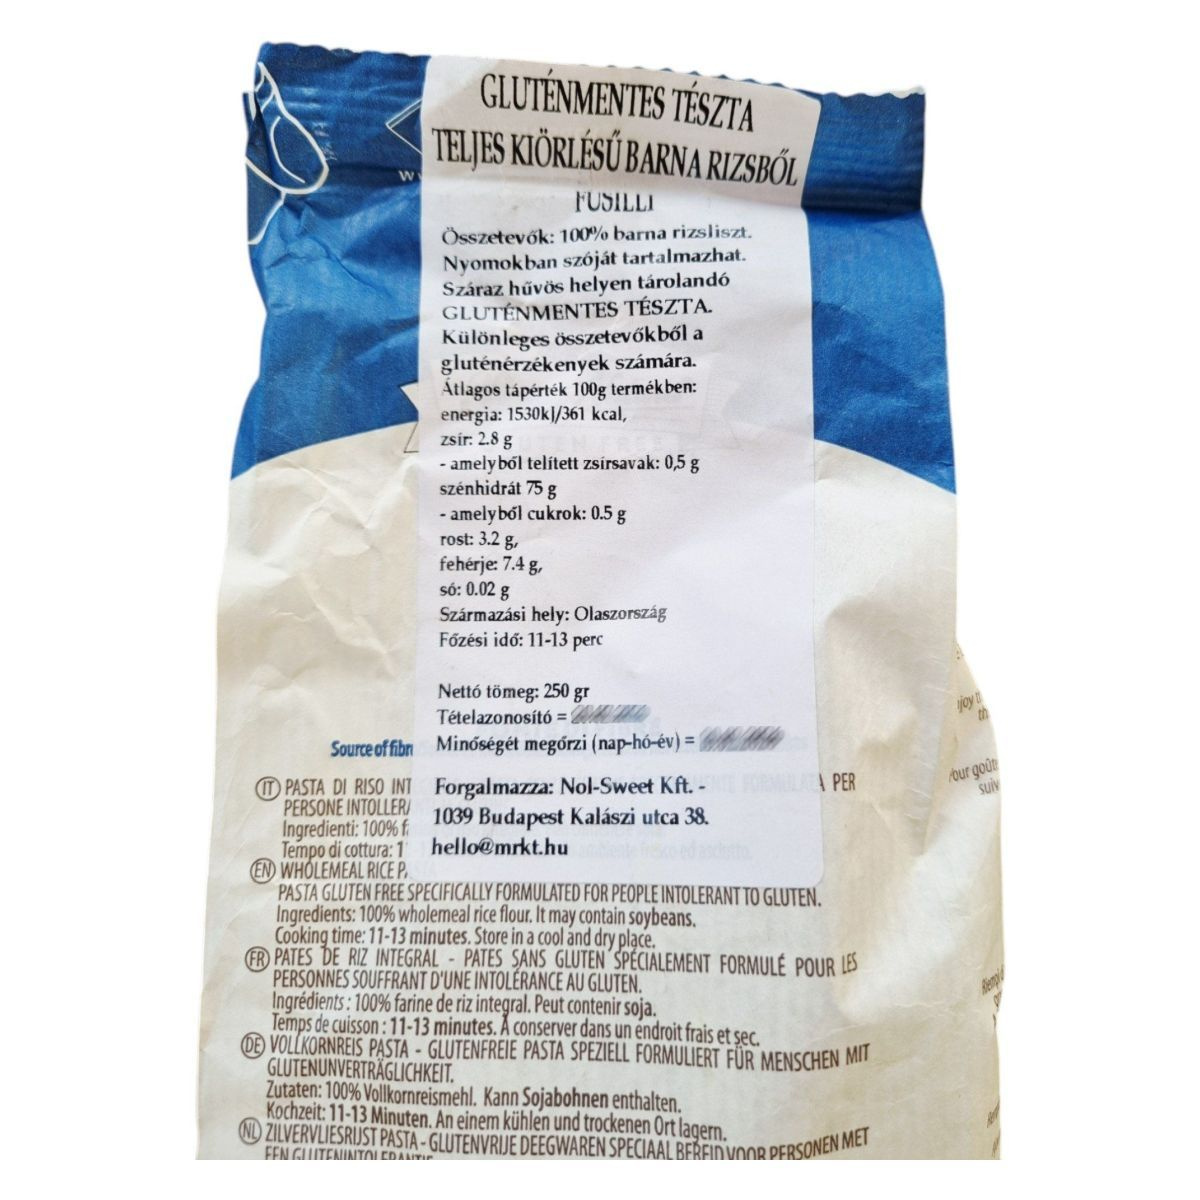 GLUTÉNMENTES TÉSZTA
TELJES KIÖRLÉSŰ BARNA RIZSBŐL
FUSILLI
Összetevők: 100% barna rizsliszt.
Nyomokban szóját tartalmazhat.
Száraz hűvös helyen tárolandó
GLUTÉNMENTES TÉSZTA.
Különleges összetevőkből a
gluténérzékenyek számára.
Átlagos tápérték 100g termékben:
energia: 1530kJ/361 kcal,
zsír: 2.8 g
- amelyből telített zsírsavak: 0,5 g
szénhidrát 75 g
- amelyből cukrok: 0.5 g
rost: 3.2 g,
fehérje: 7.4 g,
só: 0.02 g
Származási hely: Olaszország
Főzési idő: 11-13 perc
Nettó tömeg: 250 gr
Tételazonosító =
Minőségét megőrzi (nap-hó-év) =
Forgalmazza: Nol-Sweet Kft. -
1039 Budapest Kalászi utca 38.
hello@mrkt.hu
Source of fibre
IT PASTA DI RISO INT PER
PERSONE INTOLLERA
Ingredienti: 100% f
Tempo di cottura: 1
EN WHOLEMEAL RICE PA
PASTA GLUTEN FREE SPECIFICALLY FORMULATED FOR PEOPLE INTOLERANT TO GLUTEN.
Ingredients: 100% wholemeal rice flour. It may contain soybeans.
Cooking time: 11-13 minutes. Store in a cool and dry place.
FR PATES DE RIZ INTEGRAL - PATES SANS GLUTEN SPÉCIALEMENT FORMULÉ POUR LES
PERSONNES SOUFFRANT D'UNE INTOLÉRANCE AU GLUTEN.
Ingrédients : 100% farine de riz integral. Peut contenir soja.
Temps de cuisson : 11-13 minutes. À conserver dans un endroit frais et sec.
DE VOLLKORNREIS PASTA - GLUTENFREIE PASTA SPEZIELL FORMULIERT FÜR MENSCHEN MIT
GLUTENUNVERTRÄGLICHKEIT.
Zutaten: 100% Vollkornreismehl. Kann Sojabohnen enthalten.
Kochzeit: 11-13 Minuten. An einem kühlen und trockenen Ort lagern.
NL ZILVERVLIESRIJST PASTA - GLUTENVRIJE DEEGWAREN SPECIAAL BEREID VOOR PERSONEN MET
EEN GLUTENINTOLERANTIE